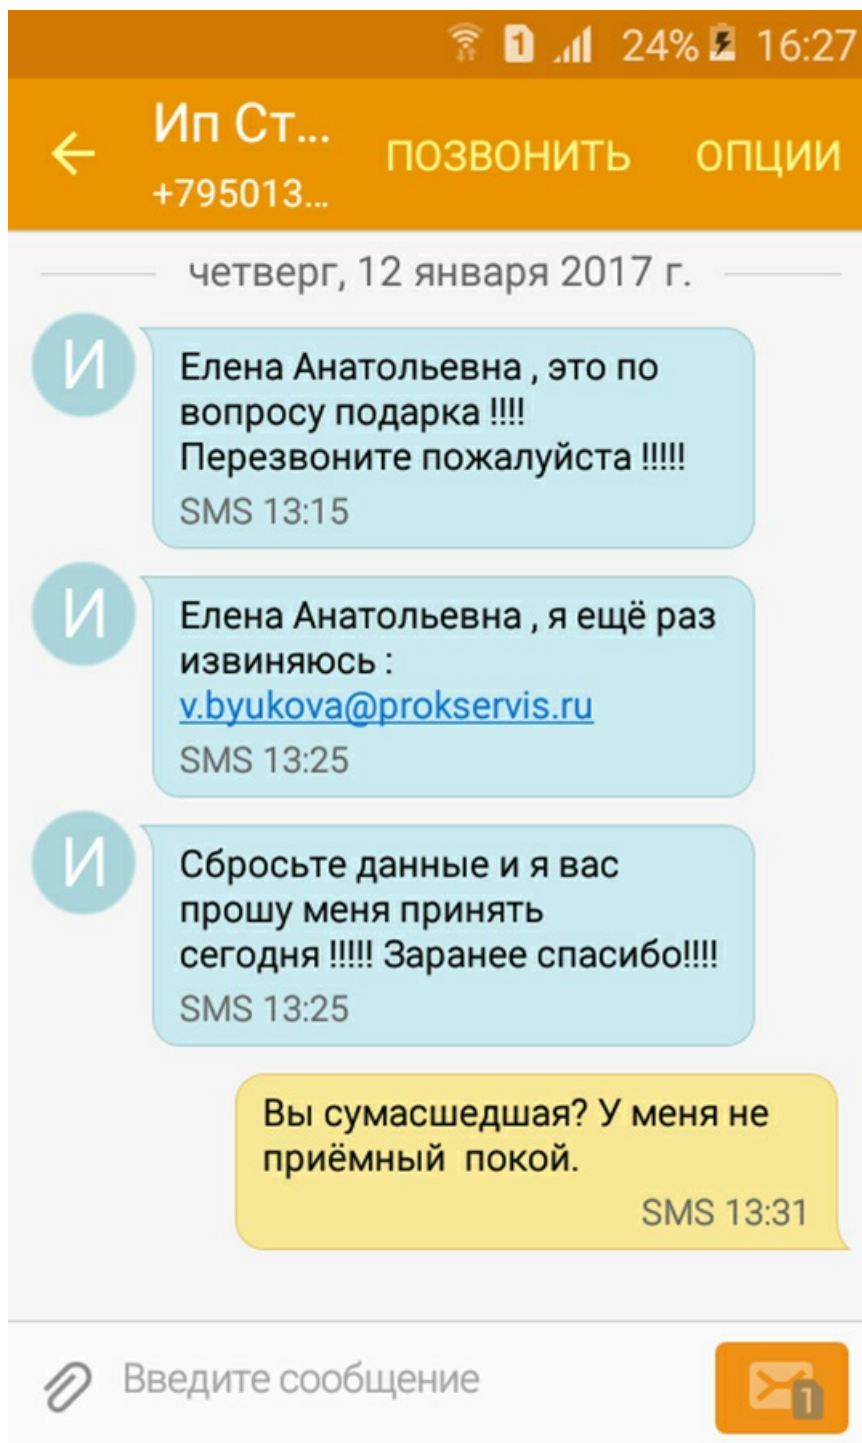 1 24% 16:27
Ип Ст... ПОЗВОНИТЬ ОПЦИИ
+795013...
четверг, 12 января 2017 г.
И
Елена Анатольевна , это по
вопросу подарка !!!!
Перезвоните пожалуйста !!!!!
SMS 13:15
И
Елена Анатольевна , я ещё раз
извиняюсь :
v.byukova@prokservis.ru
SMS 13:25
И
Сбросьте данные и я вас
прошу меня принять
сегодня !!!!! Заранее спасибо!!!!
SMS 13:25
Вы сумасшедшая? У меня не
приёмный  покой.
SMS 13:31
Введите сообщение
1